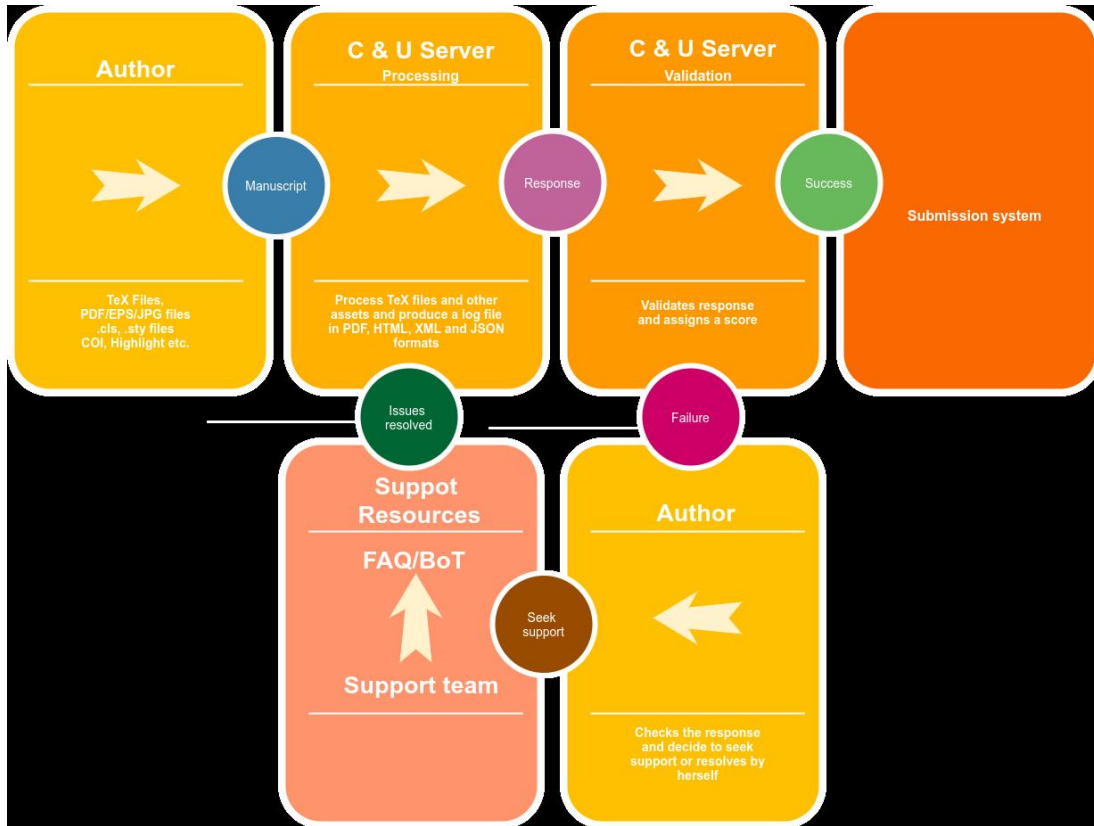 Author
TeX Files,
PDF/EPS/JPG files
.cls, .sty files
COI, Highlight etc.
Manuscript
C & U Server
Processing
Process TeX files and other
assets and produce a log file
in PDF, HTML, XML and JSON
formats
Response
C & U Server
Validation
Validates response
and assigns a score
Success
Submission system
Issues
resolved
Failure
Suppot
Resources
FAQ/BoT
Support team
Seek
support
Author
Checks the response
and decide to seek
support or resolves by
herself